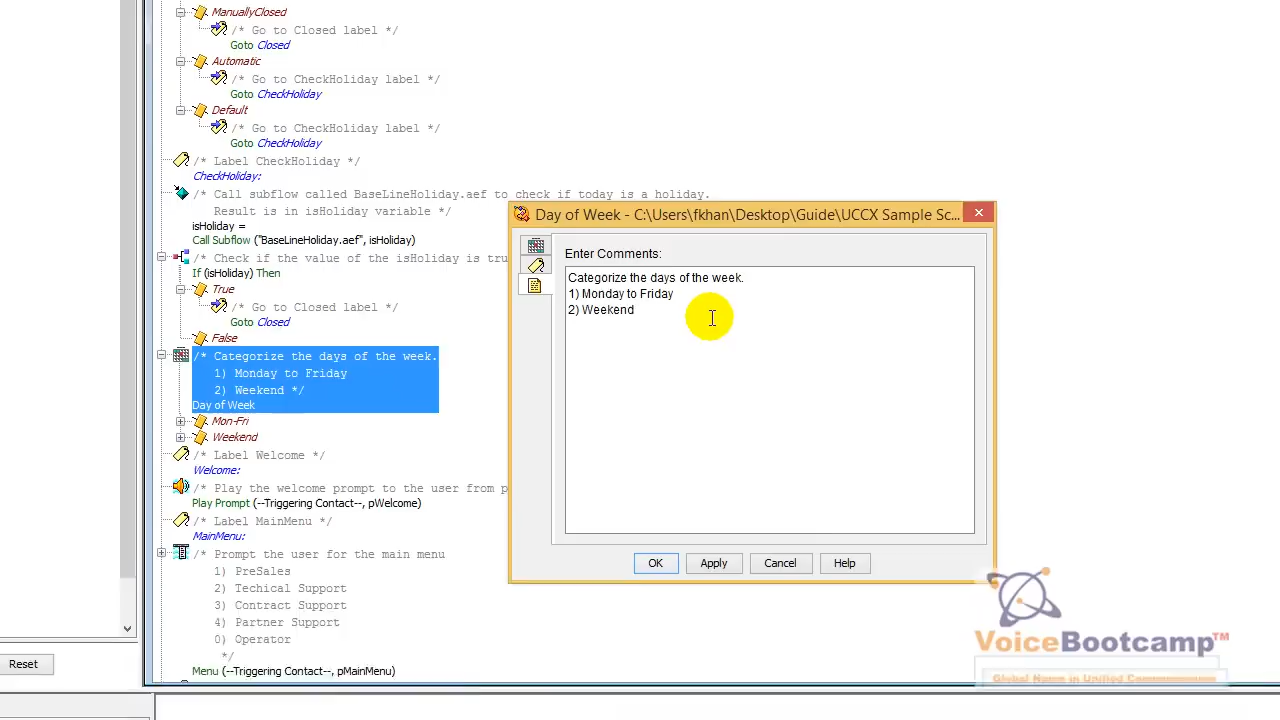 ManuallyClosed
/* Go to Closed label */
Goto Closed
Automatic
/* Go to CheckHoliday label */
Goto CheckHoliday
Default
/* Go to CheckHoliday label */
Goto CheckHoliday
/* Label CheckHoliday */
CheckHoliday:
/* Call subflow called BaseLineHoliday.aef to check if today is a holiday.
Result is in isHoliday variable */
isHoliday =
Call Subflow ("BaseLineHoliday.aef", isHoliday)
/* Check if the value of the isHoliday is tru
If (isHoliday) Then
True
/* Go to Closed label */
Goto Closed
False
/* Categorize the days of the week.
1) Monday to Friday
2) Weekend */
Day of Week
Mon-Fri
Weekend
/* Label Welcome */
Welcome:
/* Play the welcome prompt to the user from p
Play Prompt (--Triggering Contact--, pWelcome)
/* Label MainMenu */
MainMenu:
/* Prompt the user for the main menu
1) PreSales
2) Techical Support
3) Contract Support
4) Partner Support
0) Operator
*/
Menu (--Triggering Contact--, pMainMenu)
Reset
Day of Week - C:\Users\fkhan\Desktop\Guide\UCCX Sample Sc...
Enter Comments:
Categorize the days of the week.
1) Monday to Friday
2) Weekend
OK Apply Cancel Help
VoiceBootcamp™
Global Name in Unified